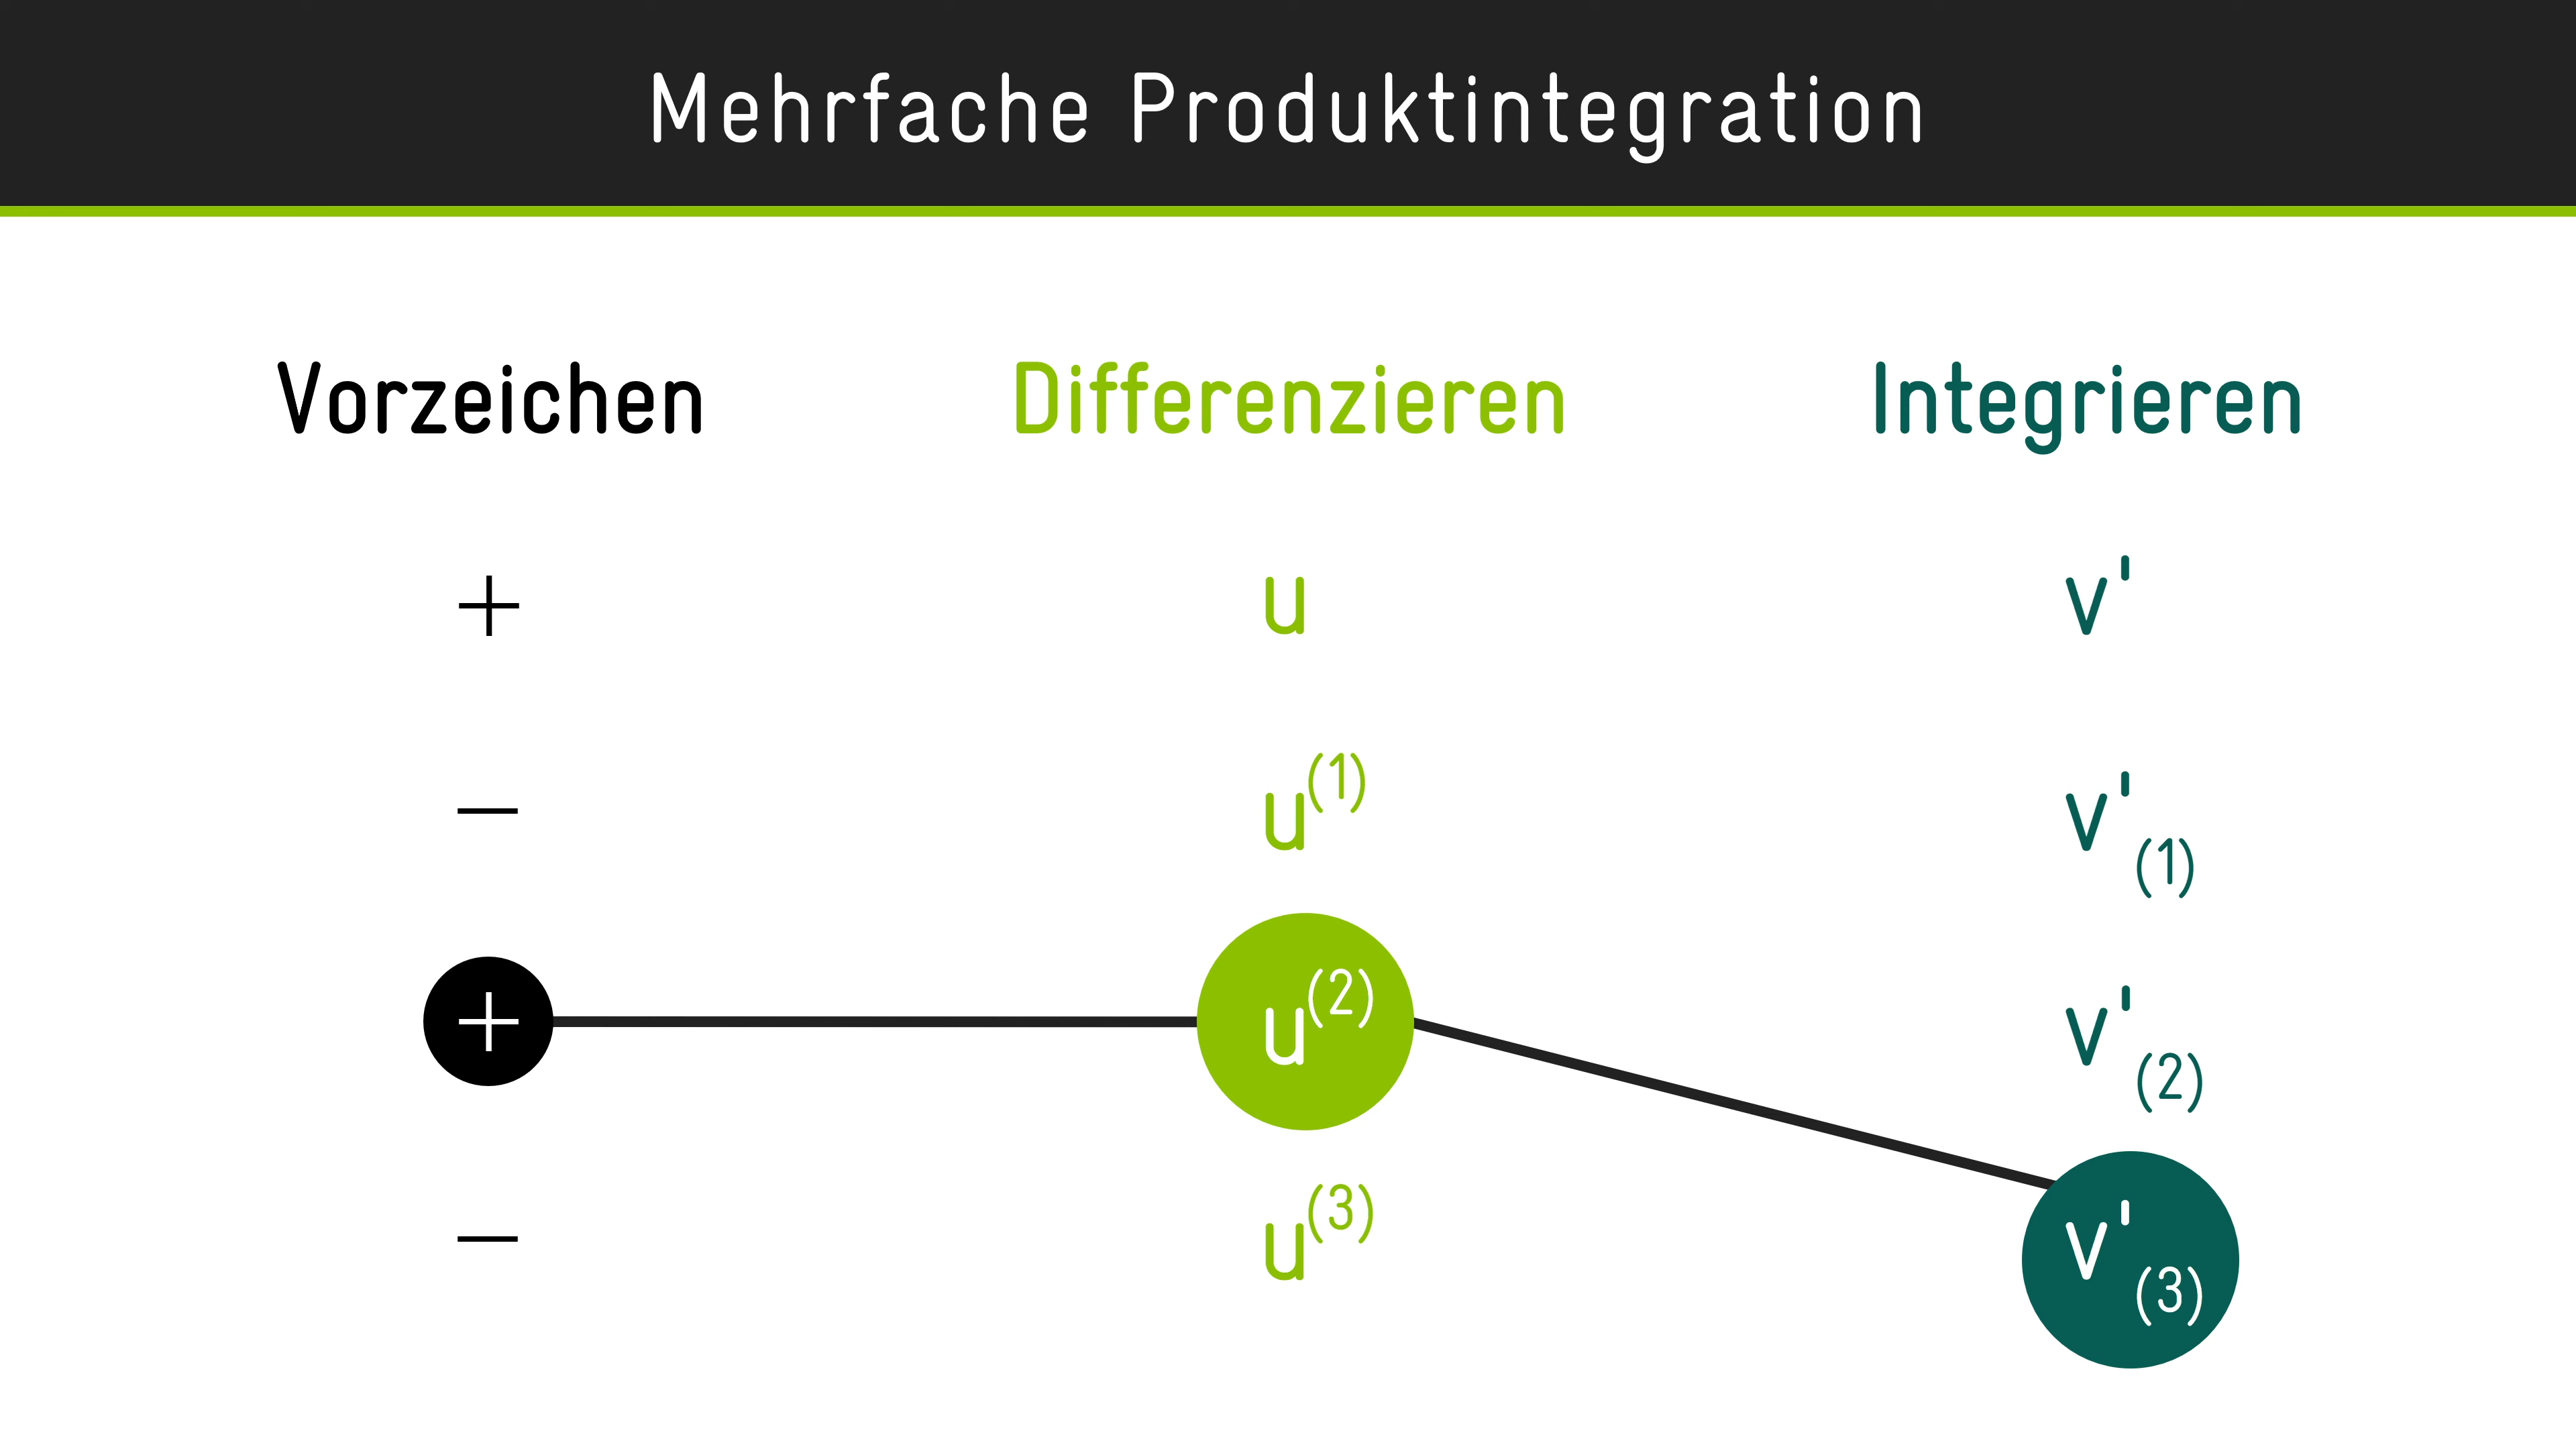 Mehrfache Produktintegration
Vorzeichen Differenzieren Integrieren
+ u v'
− u⁽¹⁾ v'₍₁₎
+ u⁽²⁾ v'₍₂₎
− u⁽³⁾ v'₍₃₎